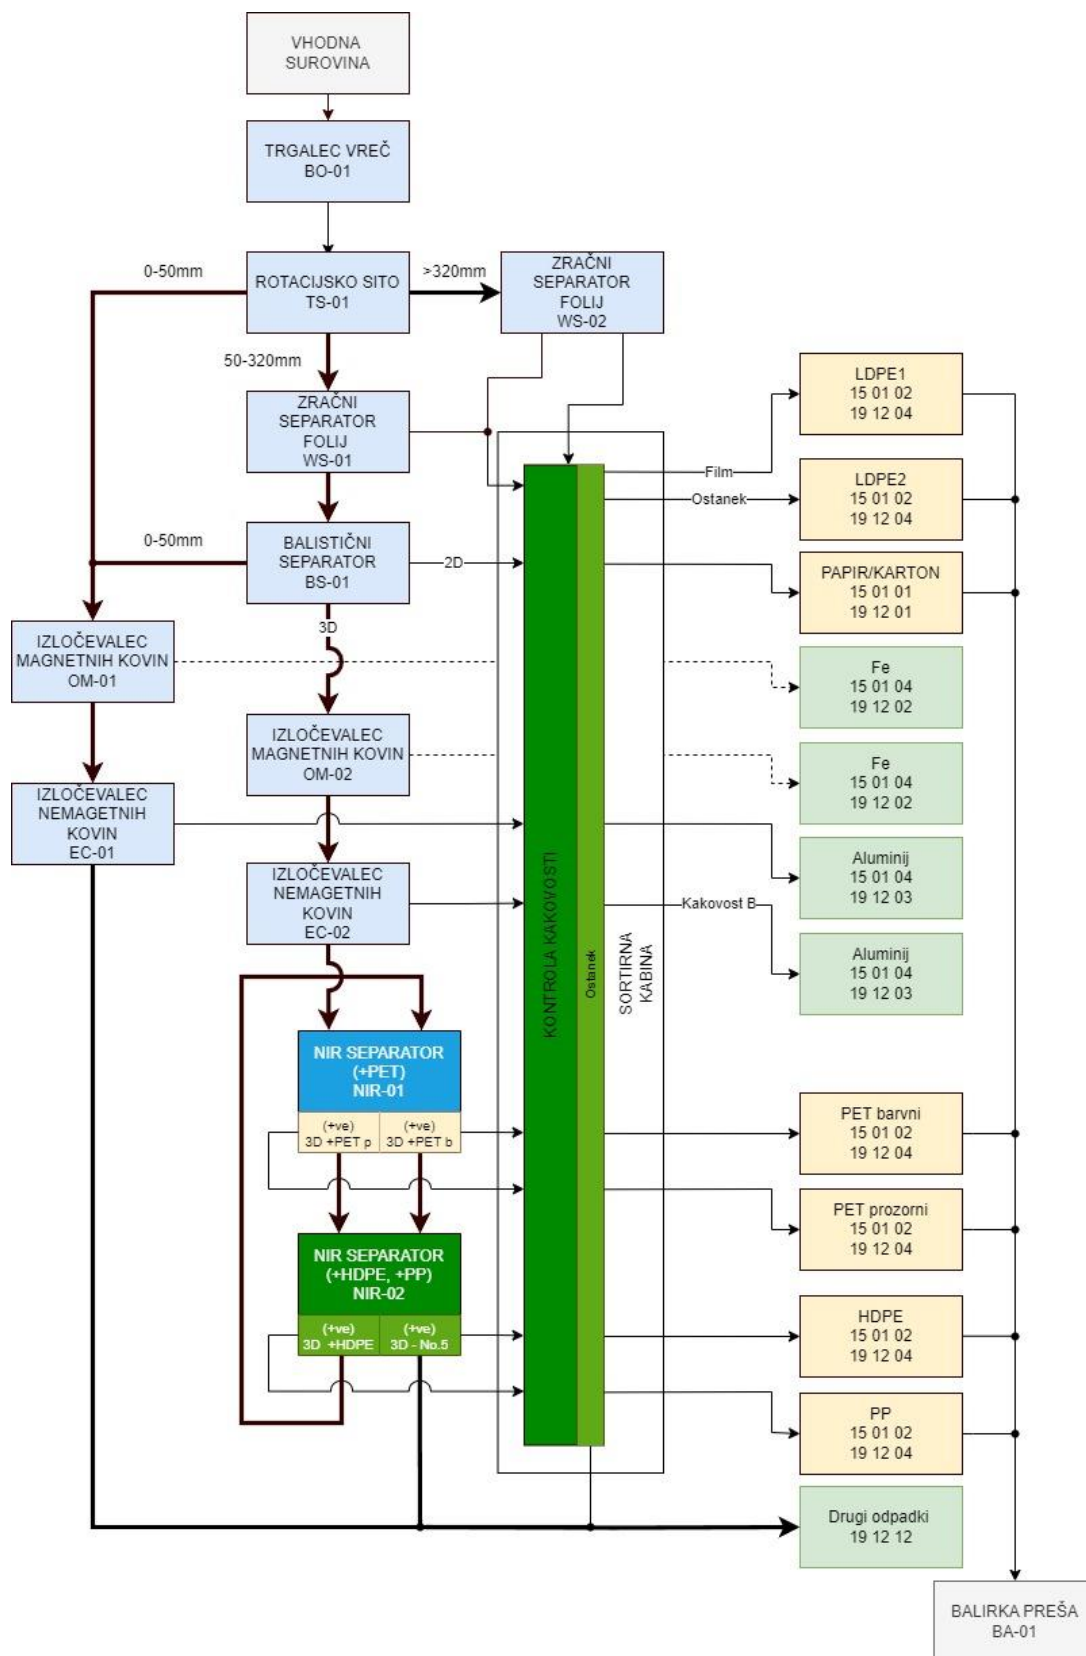 VHODNA
SUROVINA
TRGALEC VREČ
BO-01
0-50mm
ROTACIJSKO SITO
TS-01
>320mm
ZRAČNI
SEPARATOR
FOLIJ
WS-02
50-320mm
ZRAČNI
SEPARATOR
FOLIJ
WS-01
0-50mm
BALISTIČNI
SEPARATOR
BS-01
2D
3D
IZLOČEVALEC
MAGNETNIH KOVIN
OM-01
IZLOČEVALEC
MAGNETNIH KOVIN
OM-02
IZLOČEVALEC
NEMAGETNIH
KOVIN
EC-01
IZLOČEVALEC
NEMAGETNIH
KOVIN
EC-02
NIR SEPARATOR
(+PET)
NIR-01
(+ve)
3D +PET p
(+ve)
3D +PET b
NIR SEPARATOR
(+HDPE, +PP)
NIR-02
(+ve)
3D +HDPE
(+ve)
3D - No.5
KONTROLA KAKOVOSTI
Ostanek
SORTIRNA
KABINA
Film
Ostanek
Kakovost B
LDPE1
15 01 02
19 12 04
LDPE2
15 01 02
19 12 04
PAPIR/KARTON
15 01 01
19 12 01
Fe
15 01 04
19 12 02
Fe
15 01 04
19 12 02
Aluminij
15 01 04
19 12 03
Aluminij
15 01 04
19 12 03
PET barvni
15 01 02
19 12 04
PET prozorni
15 01 02
19 12 04
HDPE
15 01 02
19 12 04
PP
15 01 02
19 12 04
Drugi odpadki
19 12 12
BALIRKA PREŠA
BA-01